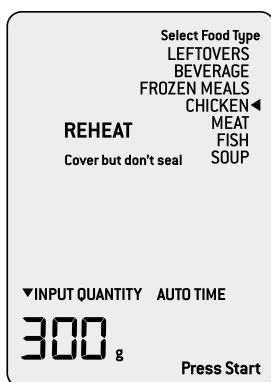 Select Food Type
LEFTOVERS
BEVERAGE
FROZEN MEALS
CHICKEN◀
REHEAT MEAT
FISH
Cover but don't seal SOUP
▼INPUT QUANTITY AUTO TIME
300 g
Press Start